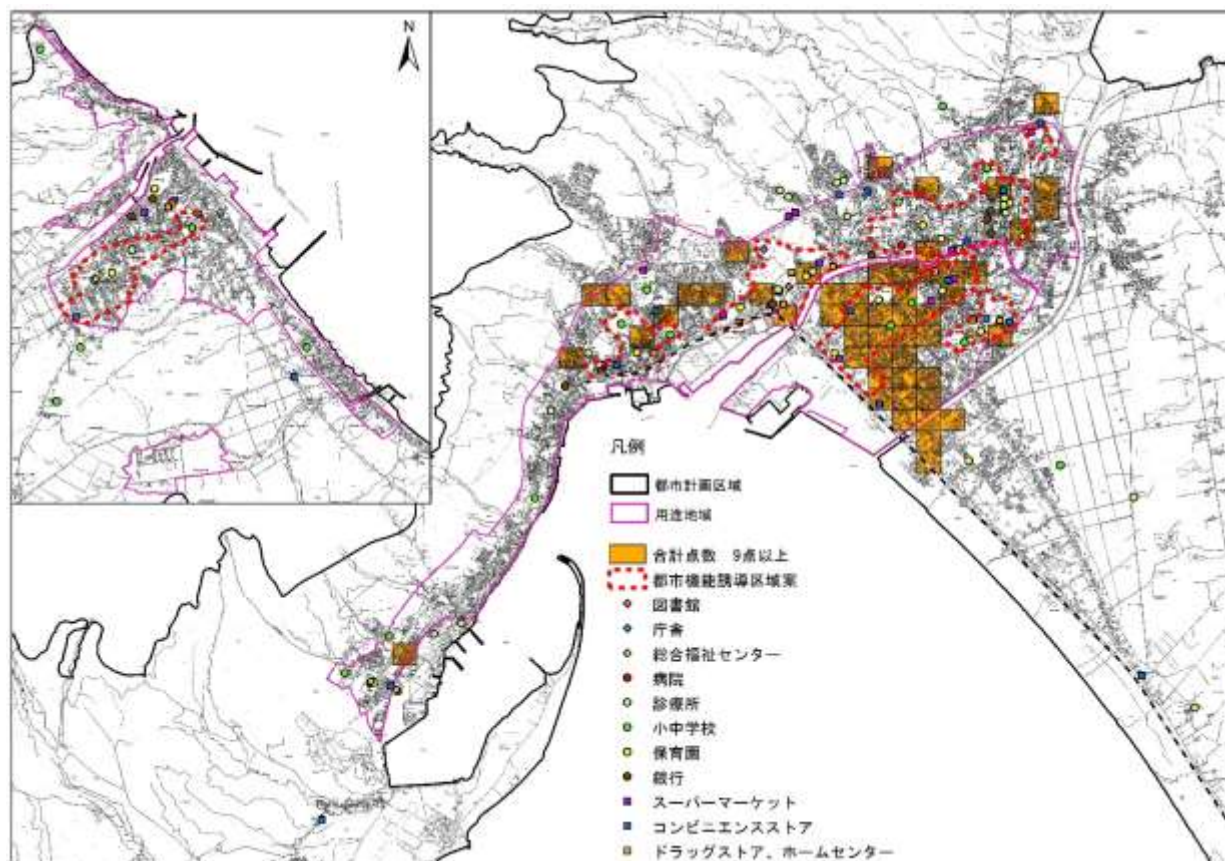 N
凡例
都市計画区域
用途地域
合計点数 9点以上
都市機能誘導区域案
図書館
庁舎
総合福祉センター
病院
診療所
小中学校
保育園
銀行
スーパーマーケット
コンビニエンスストア
ドラッグストア、ホームセンター